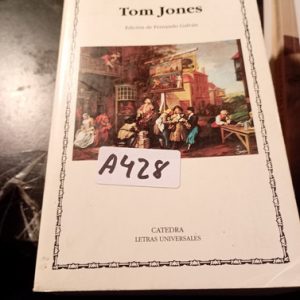 Tom Jones
Edición de Fernando Galván
A428
CATEDRA
LETRAS UNIVERSALES